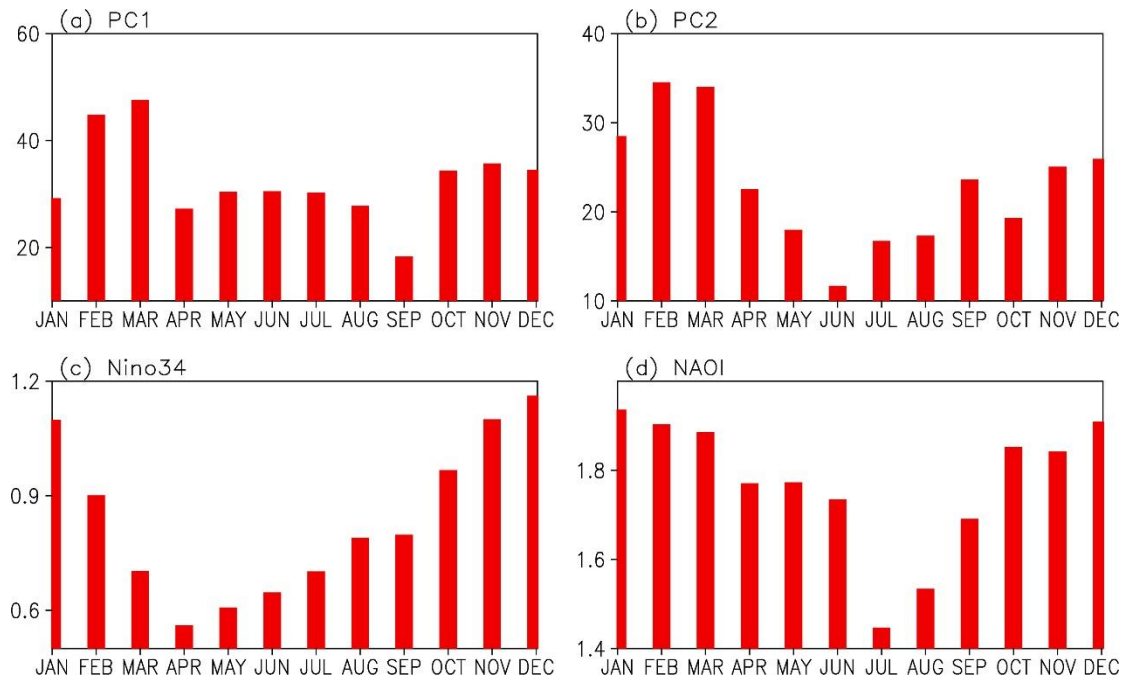 (a) PC1
60
40
20
JAN FEB MAR APR MAY JUN JUL AUG SEP OCT NOV DEC
(b) PC2
40
30
20
10
JAN FEB MAR APR MAY JUN JUL AUG SEP OCT NOV DEC
(c) Nino34
1.2
0.9
0.6
JAN FEB MAR APR MAY JUN JUL AUG SEP OCT NOV DEC
(d) NAOI
1.8
1.6
1.4
JAN FEB MAR APR MAY JUN JUL AUG SEP OCT NOV DEC